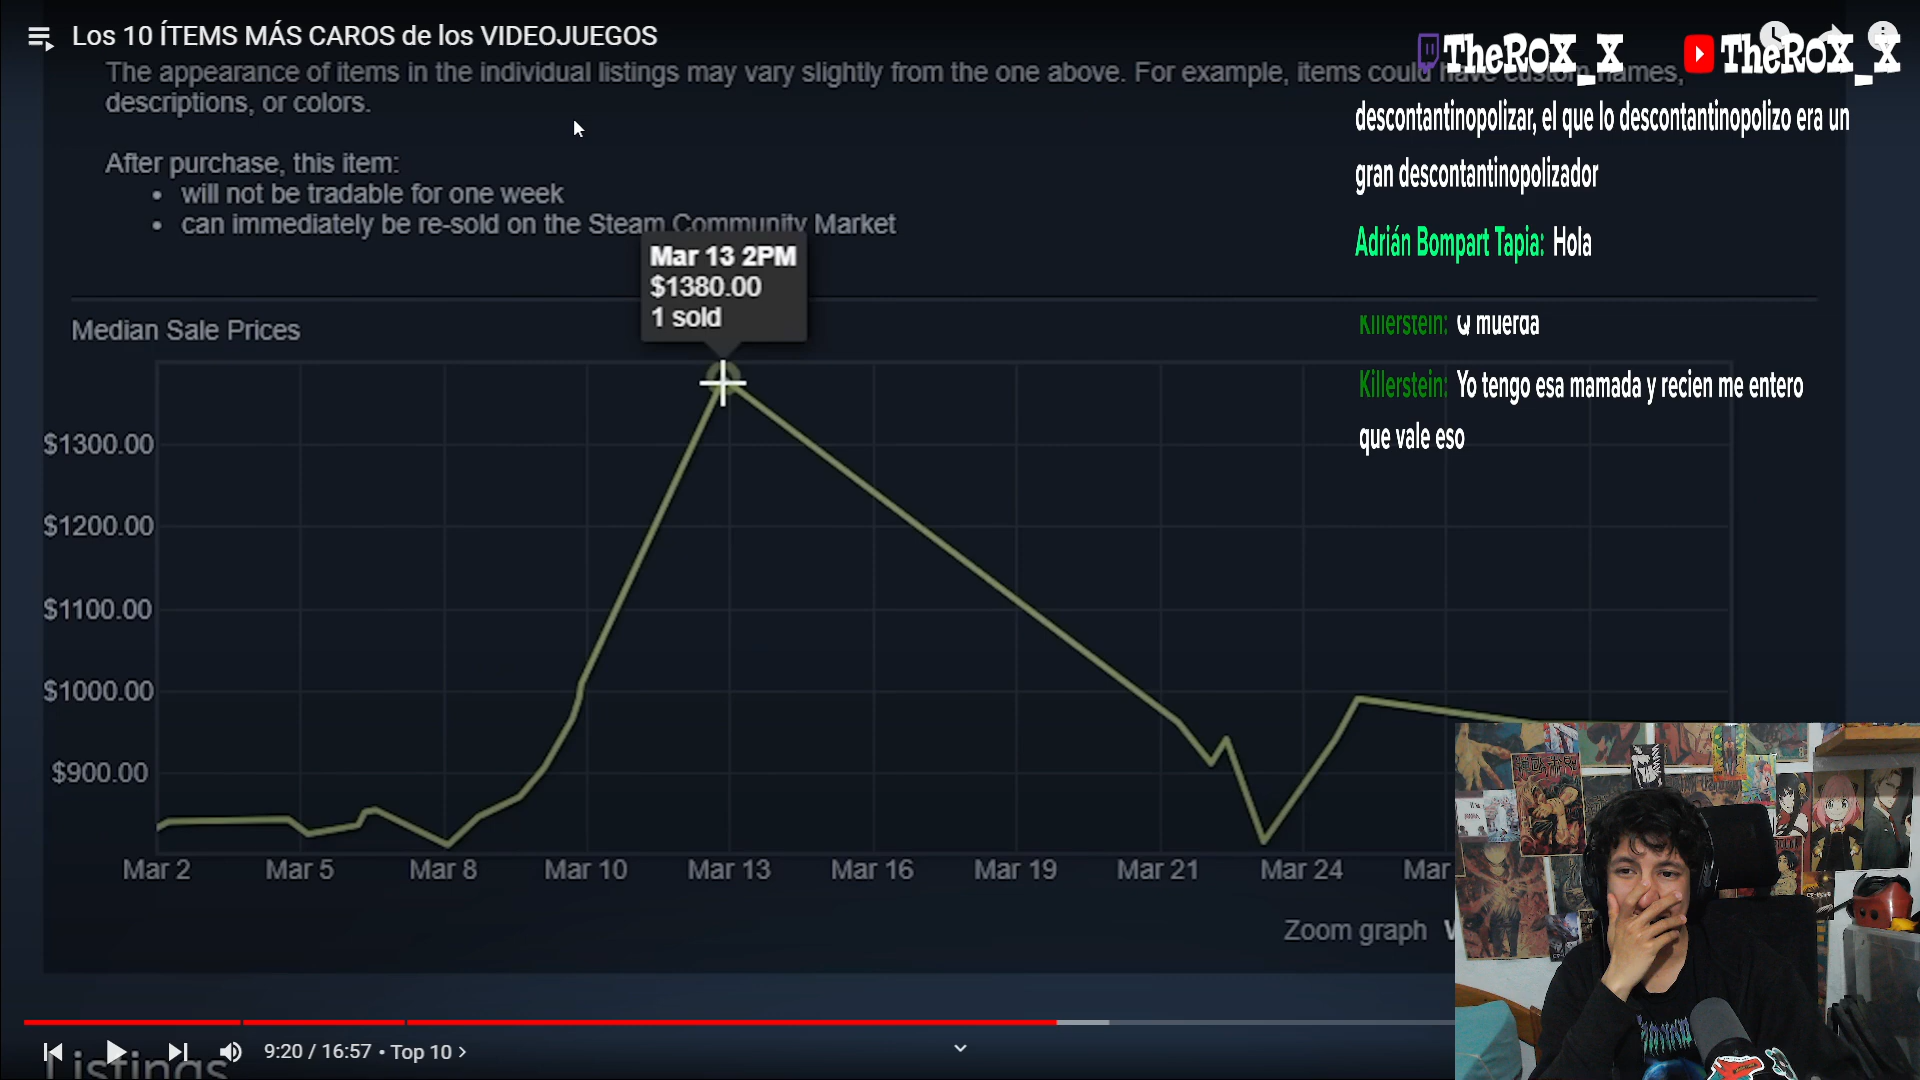 Los 10 ÍTEMS MÁS CAROS de los VIDEOJUEGOS
TheRoX_X
TheRoX_X
The appearance of items in the individual listings may vary slightly from the one above. For example, items could have custom names,
descriptions, or colors.
After purchase, this item:
• will not be tradable for one week
• can immediately be re-sold on the Steam Community Market
descontantinopolizar, el que lo descontantinopolizo era un
gran descontantinopolizador
Adrián Bompart Tapia: Hola
Killerstein: Q muerda
Killerstein: Yo tengo esa mamada y recien me entero
que vale eso
Mar 13 2PM
$1380.00
1 sold
Median Sale Prices
$1300.00
$1200.00
$1100.00
$1000.00
$900.00
Mar 2 Mar 5 Mar 8 Mar 10 Mar 13 Mar 16 Mar 19 Mar 21 Mar 24 Mar
Zoom graph
9:20 / 16:57 • Top 10 >
Listings